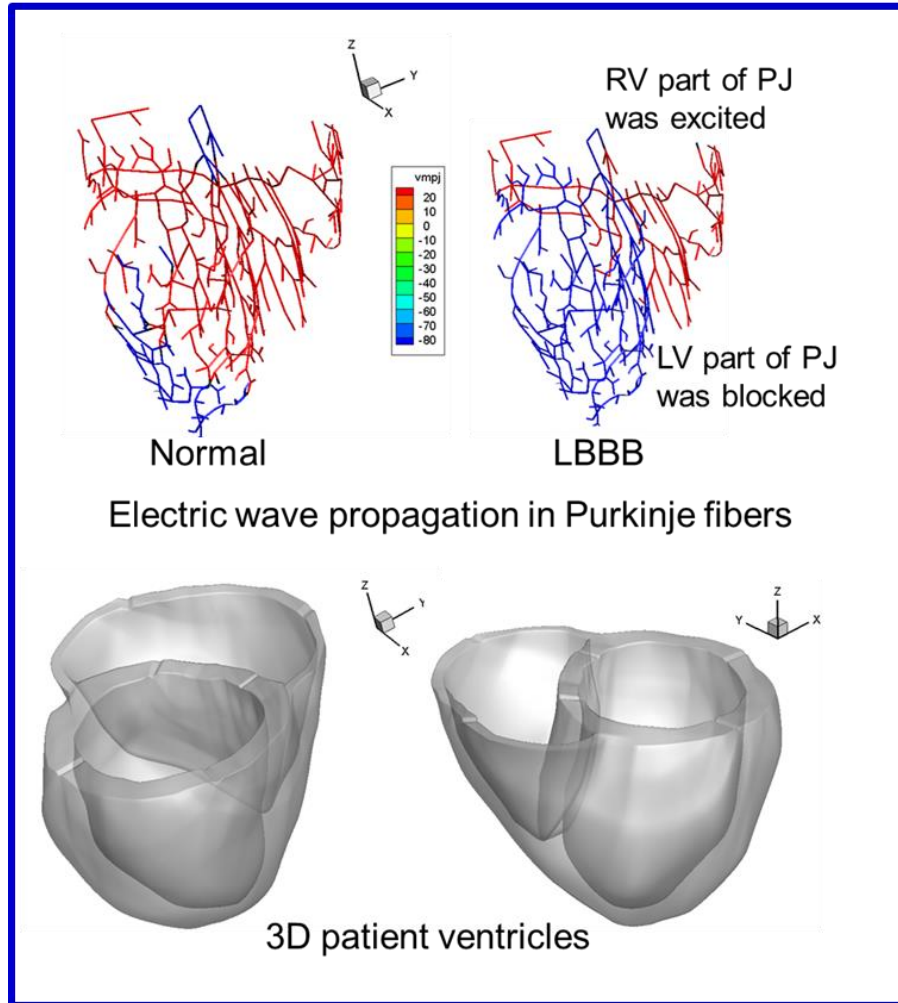 Z
Y
X
RV part of PJ
was excited
vmpj
20
10
0
-10
-20
-30
-40
-50
-60
-70
-80
LV part of PJ
was blocked
Normal
LBBB
Electric wave propagation in Purkinje fibers
Z
Y
X
Z
Y
X
3D patient ventricles